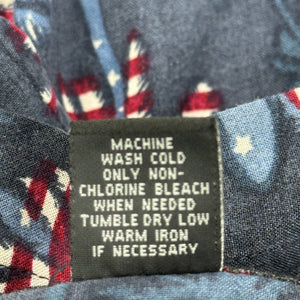 MACHINE
WASH COLD
ONLY NON-
CHLORINE BLEACH
WHEN NEEDED
TUMBLE DRY LOW
WARM IRON
IF NECESSARY